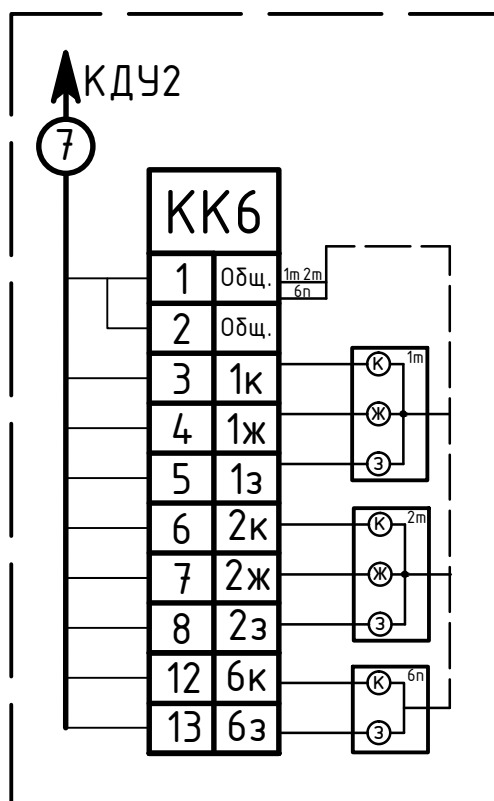 КДУ2
7
КК6
1 Общ. 1т 2т
6п
2 Общ.
3 1к К 1т
4 1ж Ж
5 1з З
6 2к К 2т
7 2ж Ж
8 2з З
12 6к К 6п
13 6з З